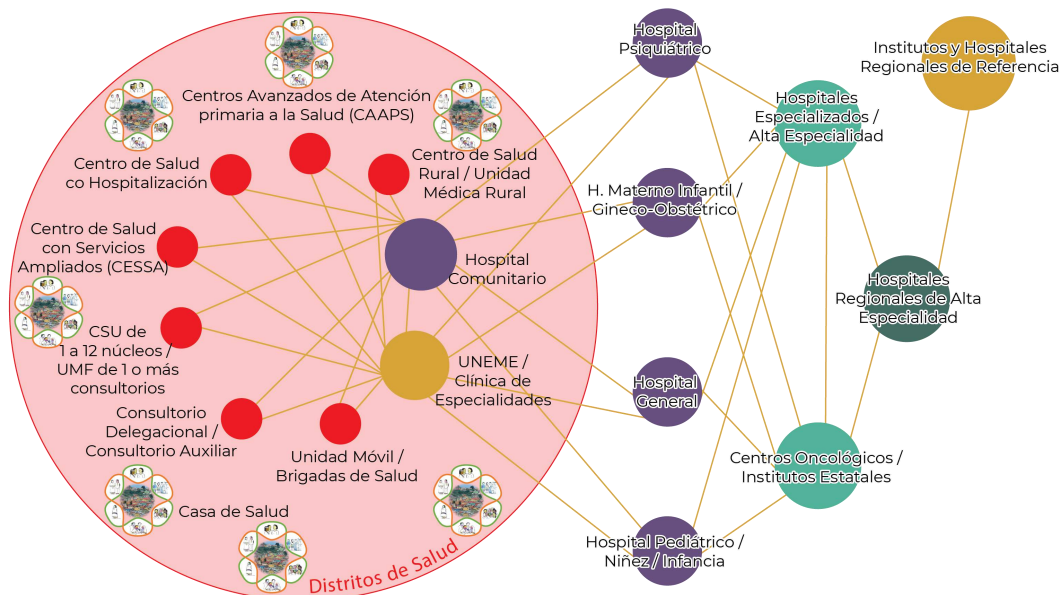 Centros Avanzados de Atención
primaria a la Salud (CAAPS)
Centro de Salud
co Hospitalización
Centro de Salud
Rural / Unidad
Médica Rural
Centro de Salud
con Servicios
Ampliados (CESSA)
Hospital
Comunitario
CSU de
1 a 12 núcleos /
UMF de 1 o más
consultorios
UNEME /
Clínica de
Especialidades
Consultorio
Delegacional /
Consultorio Auxiliar
Unidad Móvil /
Brigadas de Salud
Casa de Salud
Distritos de Salud
Hospital
Psiquiátrico
H. Materno Infantil /
Gineco-Obstétrico
Hospital
General
Hospital Pediátrico /
Niñez / Infancia
Hospitales
Especializados /
Alta Especialidad
Centros Oncológicos /
Institutos Estatales
Institutos y Hospitales
Regionales de Referencia
Hospitales
Regionales de Alta
Especialidad